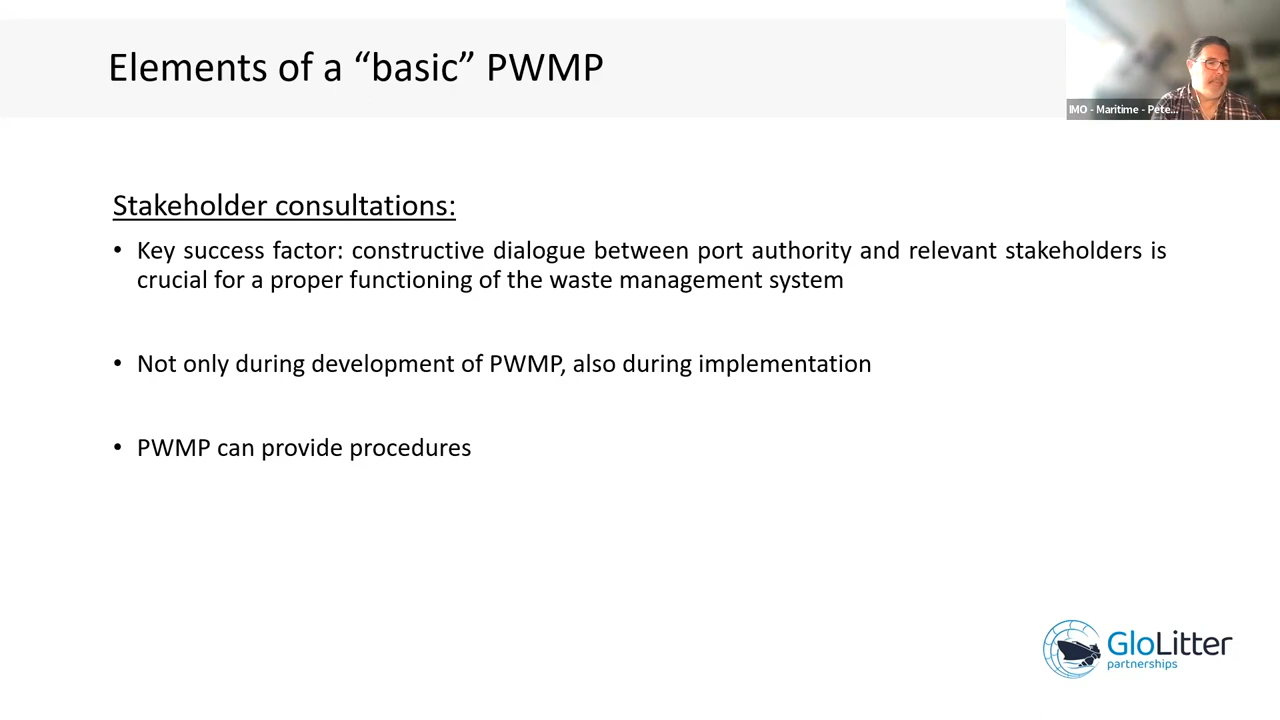 Elements of a “basic” PWMP
IMO - Maritime - Pete...
Stakeholder consultations:
• Key success factor: constructive dialogue between port authority and relevant stakeholders is
crucial for a proper functioning of the waste management system
• Not only during development of PWMP, also during implementation
• PWMP can provide procedures
GloLitter
partnerships